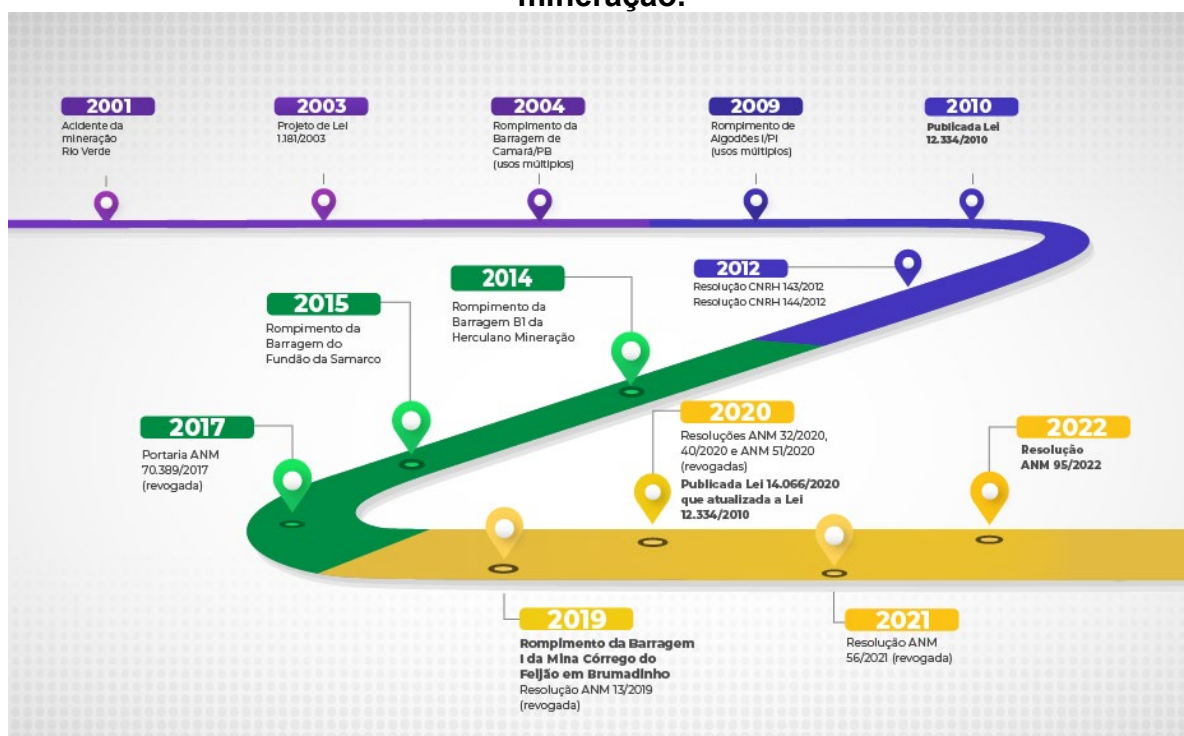 mineração.
2001
Acidente da
mineração
Rio Verde
2003
Projeto de Lei
1.181/2003
2004
Rompimento da
Barragem de
Camará/PB
(usos múltiplos)
2009
Rompimento de
Algodões I/PI
(usos múltiplos)
2010
Publicada Lei
12.334/2010
2012
Resolução CNRH 143/2012
Resolução CNRH 144/2012
2014
Rompimento da
Barragem B1 da
Herculano Mineração
2015
Rompimento da
Barragem do
Fundão da Samarco
2017
Portaria ANM
70.389/2017
(revogada)
2019
Rompimento da Barragem
I da Mina Córrego do
Feijão em Brumadinho
Resolução ANM 13/2019
(revogada)
2020
Resoluções ANM 32/2020,
40/2020 e ANM 51/2020
(revogadas)
Publicada Lei 14.066/2020
que atualizada a Lei
12.334/2010
2021
Resolução ANM
56/2021 (revogada)
2022
Resolução
ANM 95/2022